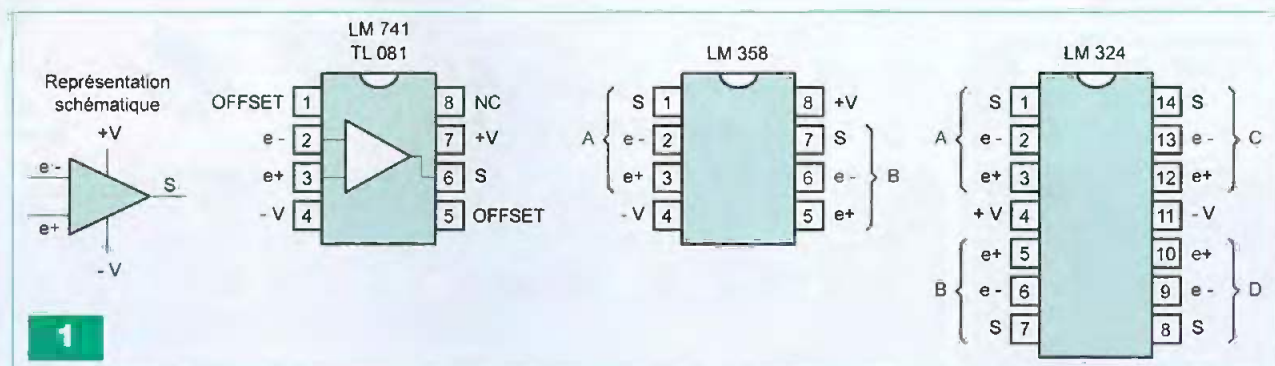 Représentation
schématique
+V
e-
e+
S
- V
LM 741
TL 081
OFFSET 1
e- 2
e+ 3
- V 4
8 NC
7 +V
6 S
5 OFFSET
LM 358
A
S 1
e- 2
e+ 3
- V 4
8 +V
7 S
6 e-
5 e+
B
LM 324
A
S 1
e- 2
e+ 3
+ V 4
B
e+ 5
e- 6
S 7
14 S
13 e-
12 e+
C
11 - V
10 e+
9 e-
8 S
D
1